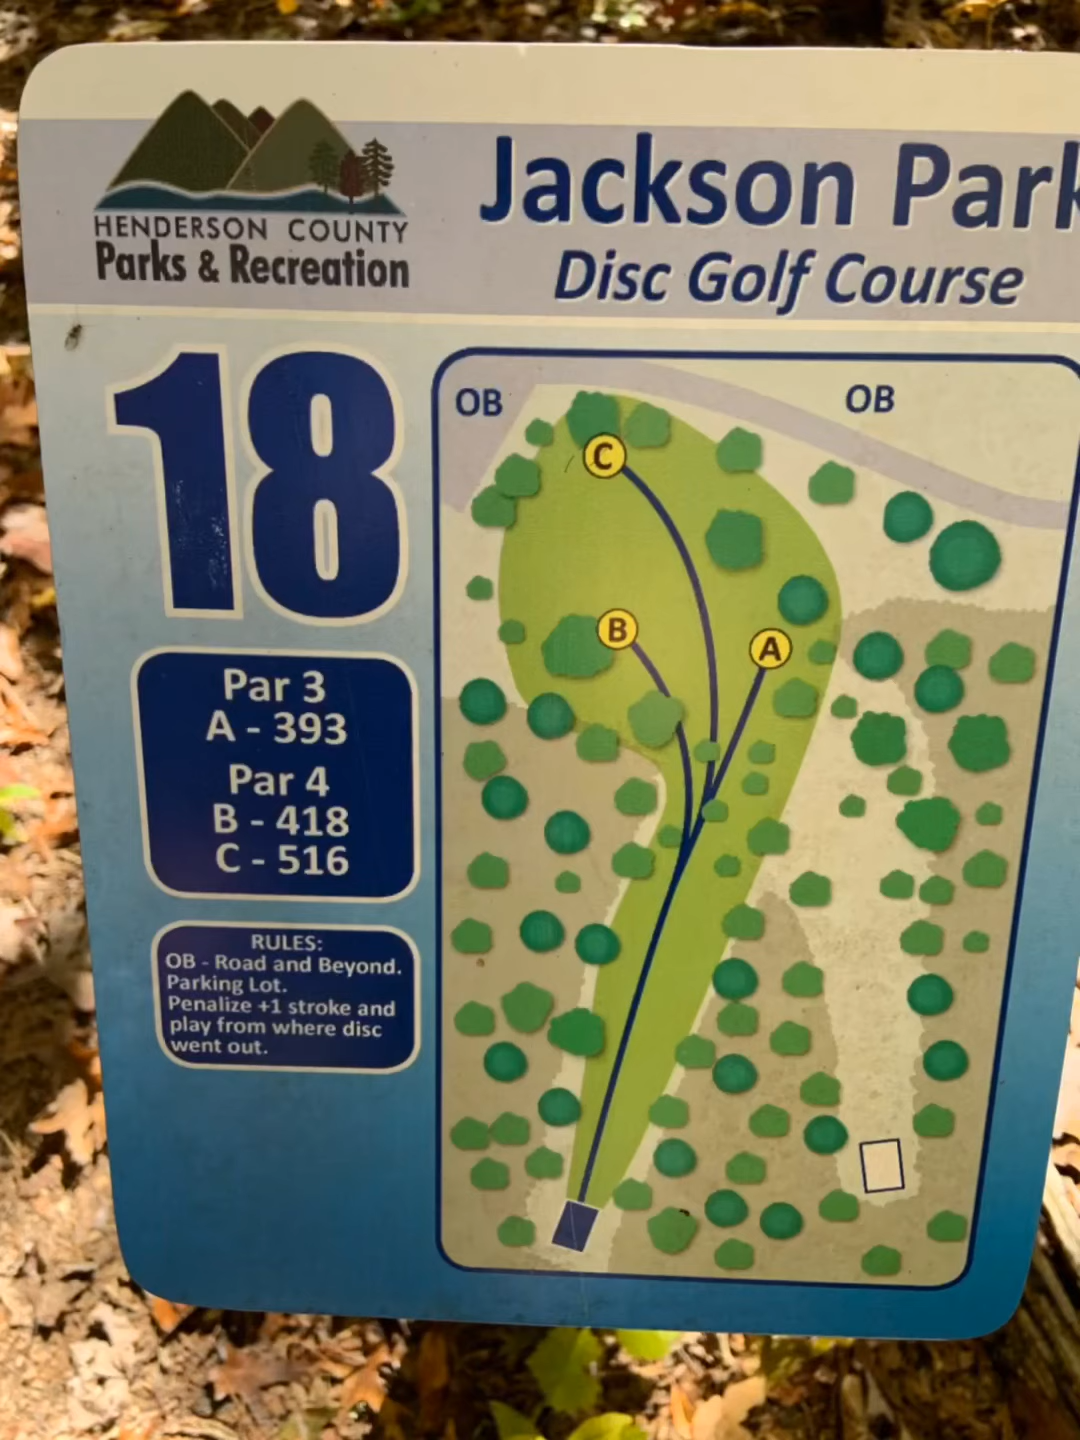 HENDERSON COUNTY
Parks & Recreation
Jackson Park
Disc Golf Course
18
Par 3
A - 393
Par 4
B - 418
C - 516
RULES:
OB - Road and Beyond.
Parking Lot.
Penalize +1 stroke and
play from where disc
went out.
OB
OB
C
B
A